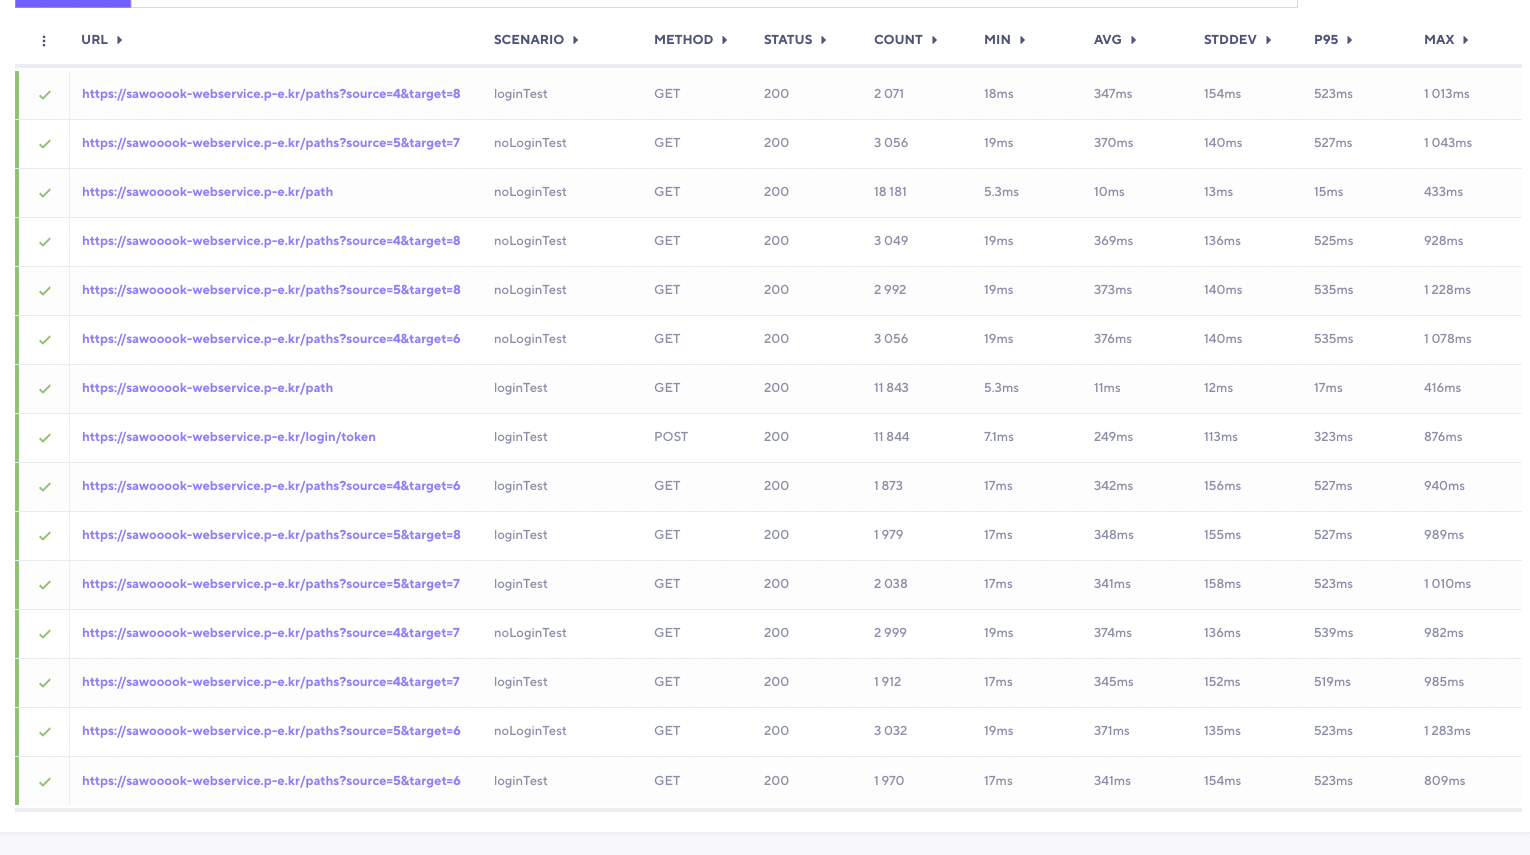 URL SCENARIO METHOD STATUS COUNT MIN AVG STDDEV P95 MAX
https://sawooook-webservice.p-e.kr/paths?source=4&target=8 loginTest GET 200 2 071 18ms 347ms 154ms 523ms 1 013ms
https://sawooook-webservice.p-e.kr/paths?source=5&target=7 noLoginTest GET 200 3 056 19ms 370ms 140ms 527ms 1 043ms
https://sawooook-webservice.p-e.kr/path noLoginTest GET 200 18 181 5.3ms 10ms 13ms 15ms 433ms
https://sawooook-webservice.p-e.kr/paths?source=4&target=8 noLoginTest GET 200 3 049 19ms 369ms 136ms 525ms 928ms
https://sawooook-webservice.p-e.kr/paths?source=5&target=8 noLoginTest GET 200 2 992 19ms 373ms 140ms 535ms 1 228ms
https://sawooook-webservice.p-e.kr/paths?source=4&target=6 noLoginTest GET 200 3 056 19ms 376ms 140ms 535ms 1 078ms
https://sawooook-webservice.p-e.kr/path loginTest GET 200 11 843 5.3ms 11ms 12ms 17ms 416ms
https://sawooook-webservice.p-e.kr/login/token loginTest POST 200 11 844 7.1ms 249ms 113ms 323ms 876ms
https://sawooook-webservice.p-e.kr/paths?source=4&target=6 loginTest GET 200 1 873 17ms 342ms 156ms 527ms 940ms
https://sawooook-webservice.p-e.kr/paths?source=5&target=8 loginTest GET 200 1 979 17ms 348ms 155ms 527ms 989ms
https://sawooook-webservice.p-e.kr/paths?source=5&target=7 loginTest GET 200 2 038 17ms 341ms 158ms 523ms 1 010ms
https://sawooook-webservice.p-e.kr/paths?source=4&target=7 noLoginTest GET 200 2 999 19ms 374ms 136ms 539ms 982ms
https://sawooook-webservice.p-e.kr/paths?source=4&target=7 loginTest GET 200 1 912 17ms 345ms 152ms 519ms 985ms
https://sawooook-webservice.p-e.kr/paths?source=5&target=6 noLoginTest GET 200 3 032 19ms 371ms 135ms 523ms 1 283ms
https://sawooook-webservice.p-e.kr/paths?source=5&target=6 loginTest GET 200 1 970 17ms 341ms 154ms 523ms 809ms